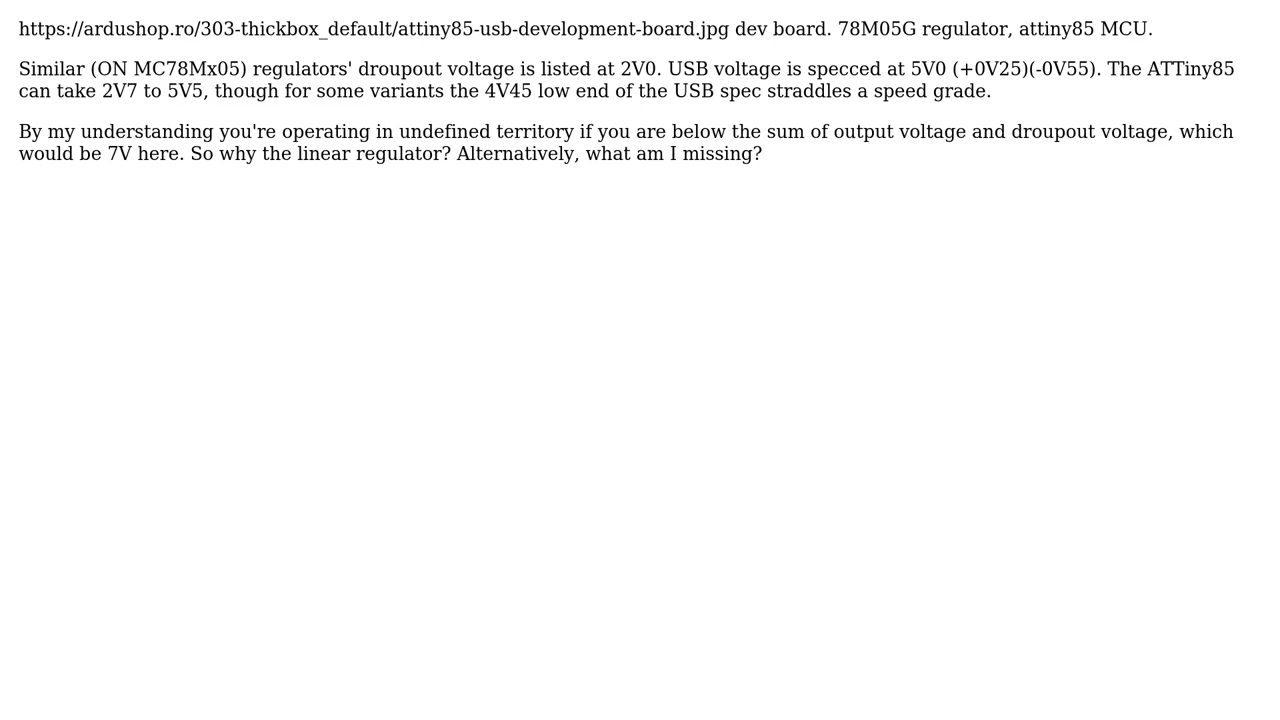 https://ardushop.ro/303-thickbox_default/attiny85-usb-development-board.jpg dev board. 78M05G regulator, attiny85 MCU.
Similar (ON MC78Mx05) regulators' droupout voltage is listed at 2V0. USB voltage is specced at 5V0 (+0V25)(-0V55). The ATTiny85
can take 2V7 to 5V5, though for some variants the 4V45 low end of the USB spec straddles a speed grade.
By my understanding you're operating in undefined territory if you are below the sum of output voltage and droupout voltage, which
would be 7V here. So why the linear regulator? Alternatively, what am I missing?